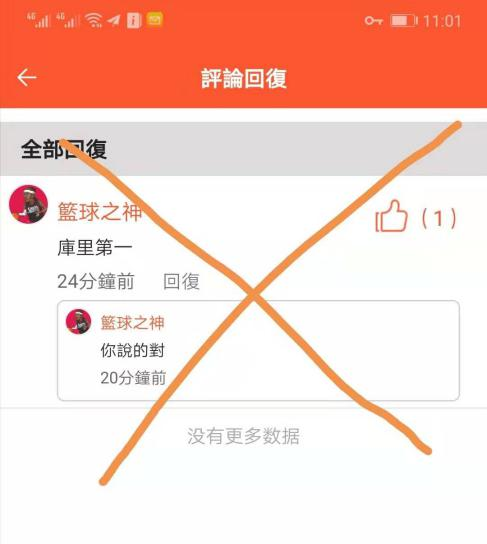 4G 4G 11:01
評論回復
全部回復
籃球之神
(1)
庫里第一
24分鐘前 回復
籃球之神
你說的對
20分鐘前
没有更多数据